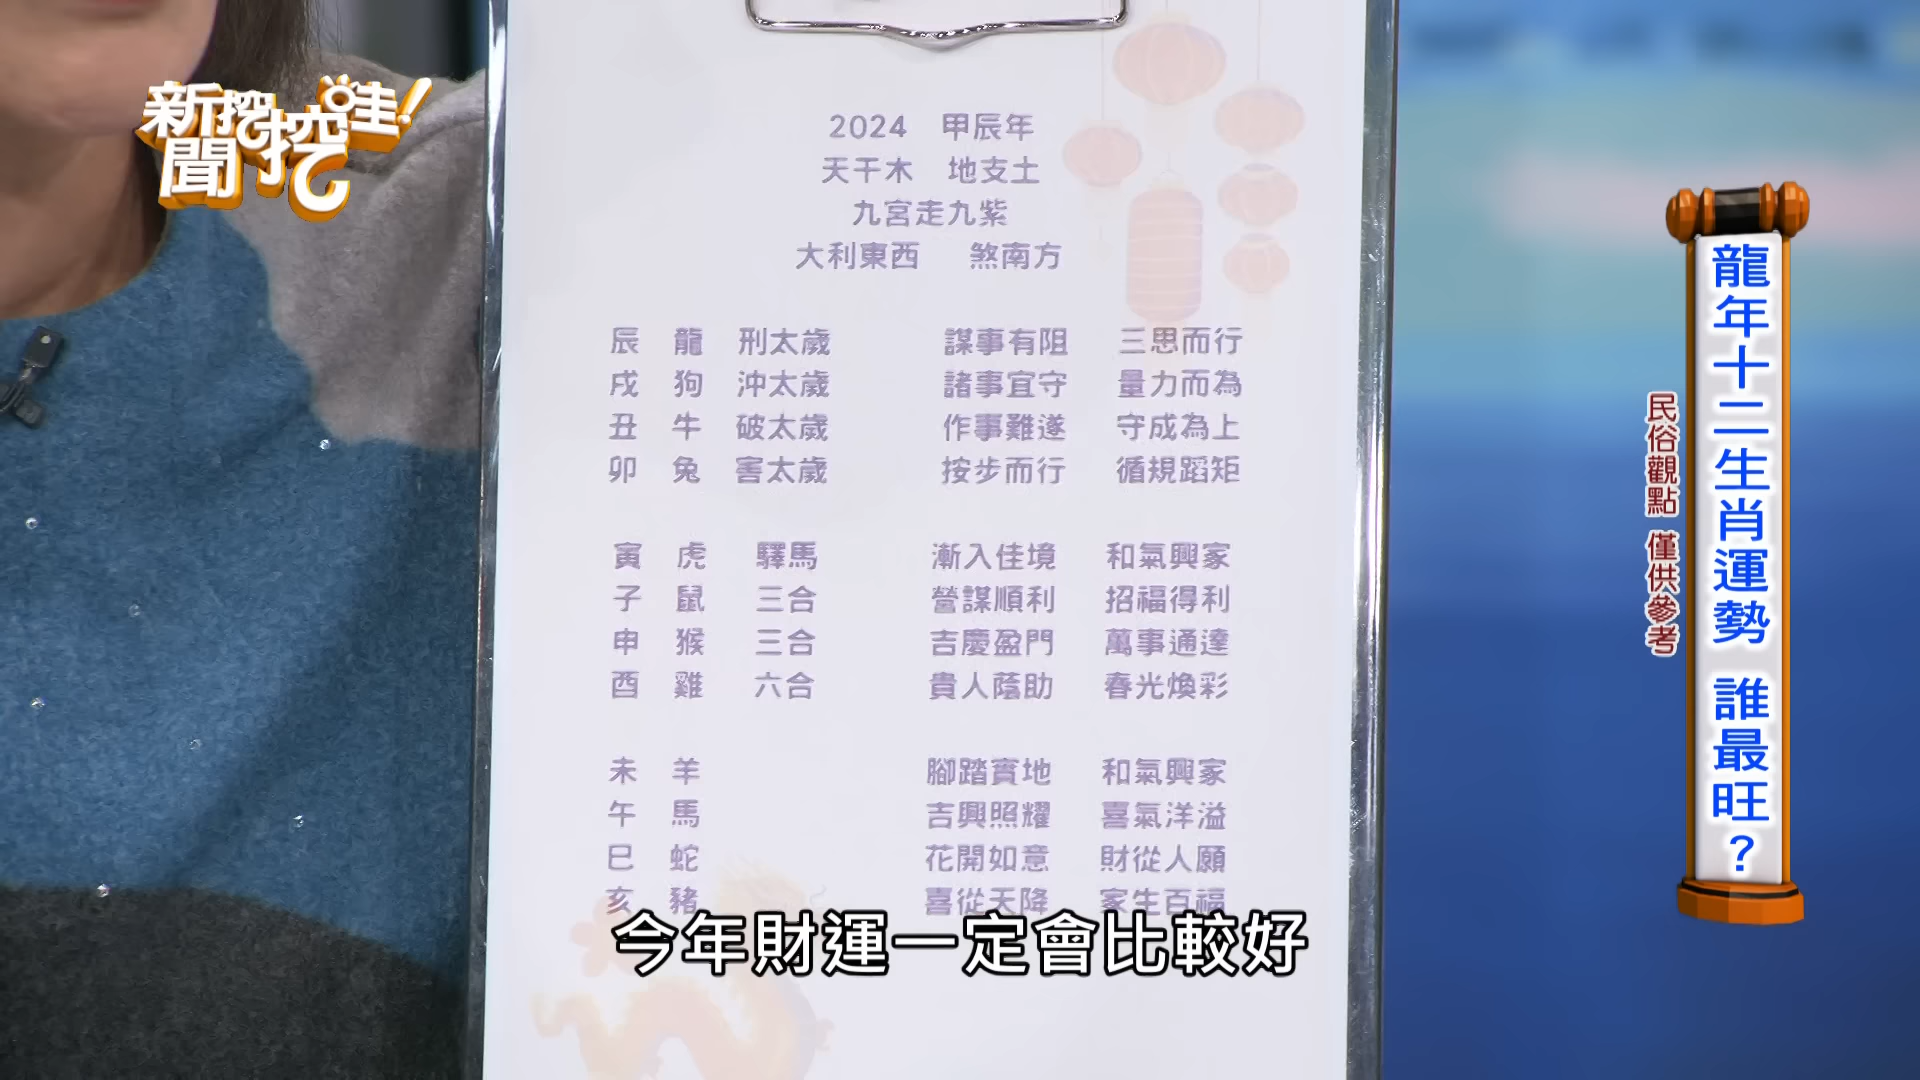 新聞挖挖哇!
2024 甲辰年
天干木 地支土
九宮走九紫
大利東西 煞南方
辰 龍 刑太歲 謀事有阻 三思而行
戌 狗 沖太歲 諸事宜守 量力而為
丑 牛 破太歲 作事難遂 守成為上
卯 兔 害太歲 按步而行 循規蹈矩
寅 虎 驛馬 漸入佳境 和氣興家
子 鼠 三合 營謀順利 招福得利
申 猴 三合 吉慶盈門 萬事通達
酉 雞 六合 貴人蔭助 春光煥彩
未 羊 腳踏實地 和氣興家
午 馬 吉興照耀 喜氣洋溢
巳 蛇 花開如意 財從人願
亥 豬 喜從天降 家生百福
今年財運一定會比較好
龍年十二生肖運勢 誰最旺?
民俗觀點 僅供參考